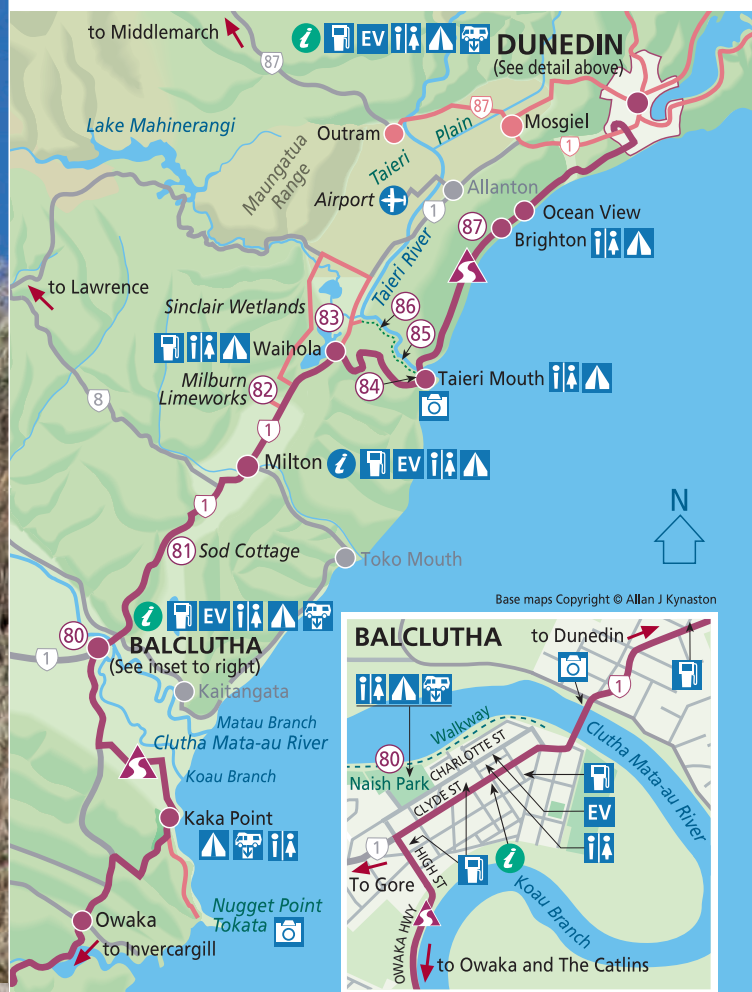 to Middlemarch
i
EV
DUNEDIN
(See detail above)
87
87
Lake Mahinerangi
Outram
Taieri
Plain
Mosgiel
1
Maungatua
Range
Airport
Allanton
1
Taieri River
87
Ocean View
Brighton
to Lawrence
Sinclair Wetlands
83
86
85
Waihola
84
Taieri Mouth
Milburn
Limeworks
82
8
1
Milton
i
EV
N
1
81
Sod Cottage
Toko Mouth
Base maps Copyright © Allan J Kynaston
i
EV
80
BALCLUTHA
(See inset to right)
1
Kaitangata
Matau Branch
Clutha Mata-au River
Koau Branch
Kaka Point
Nugget Point
Tokata
Owaka
to Invercargill
BALCLUTHA
to Dunedin
1
Walkway
Clutha Mata-au River
80
Naish Park
CHARLOTTE ST
CLYDE ST
EV
1
To Gore
HIGH ST
i
Koau Branch
OWAKA HWY
to Owaka and The Catlins